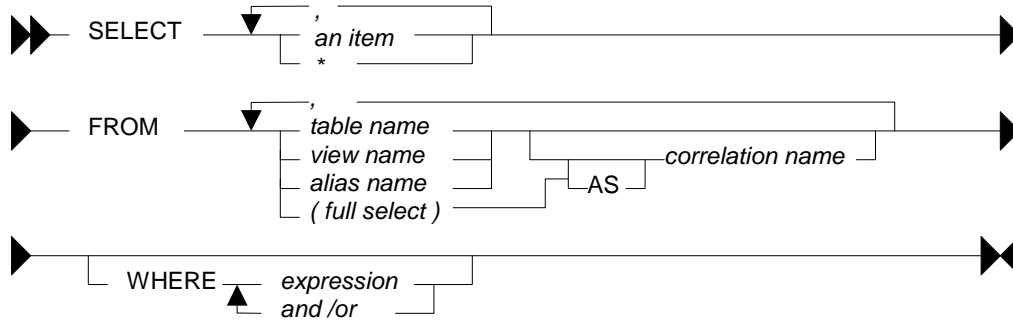 ,
SELECT an item
*
,
FROM table name
view name correlation name
alias name AS
( full select )
WHERE expression
and /or